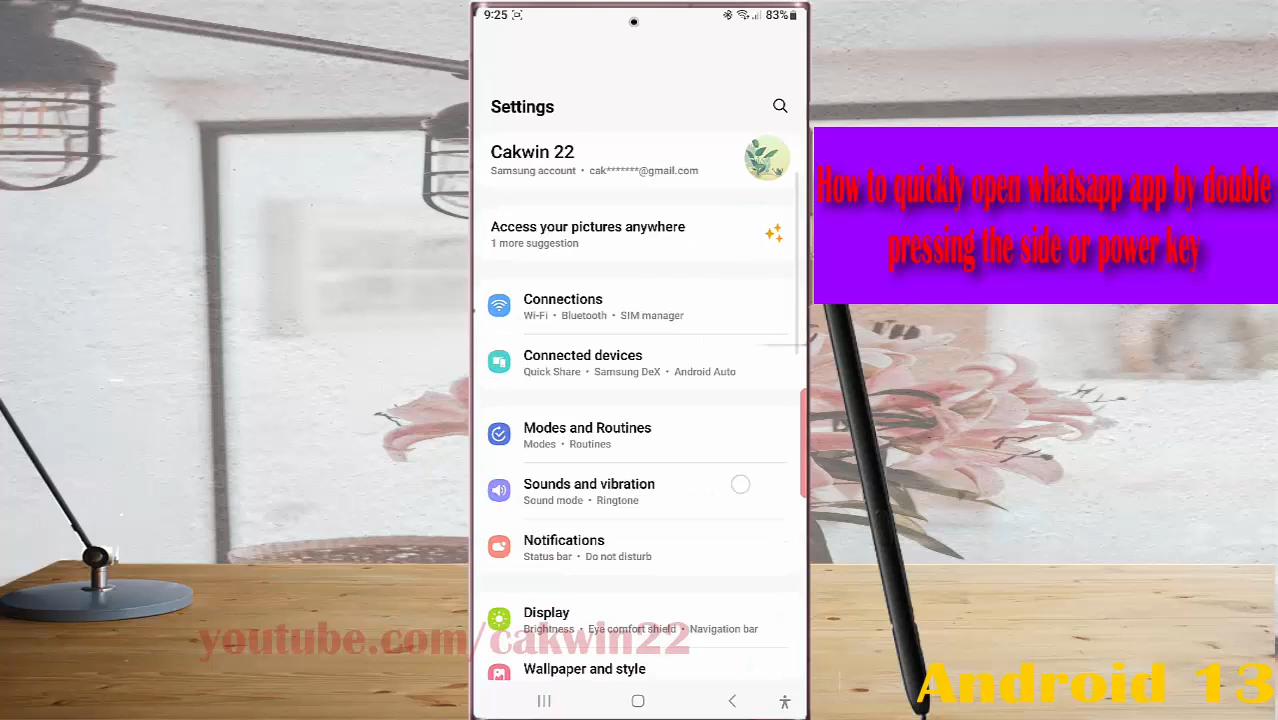 9:25
83%
Settings
Cakwin 22
Samsung account • cak*******@gmail.com
Access your pictures anywhere
1 more suggestion
Connections
Wi-Fi • Bluetooth • SIM manager
Connected devices
Quick Share • Samsung DeX • Android Auto
Modes and Routines
Modes • Routines
Sounds and vibration
Sound mode • Ringtone
Notifications
Status bar • Do not disturb
Display
Brightness • Eye comfort shield • Navigation bar
Wallpaper and style
How to quickly open whatsapp app by double
pressing the side or power key
youtube.com/cakwin22
Android 13